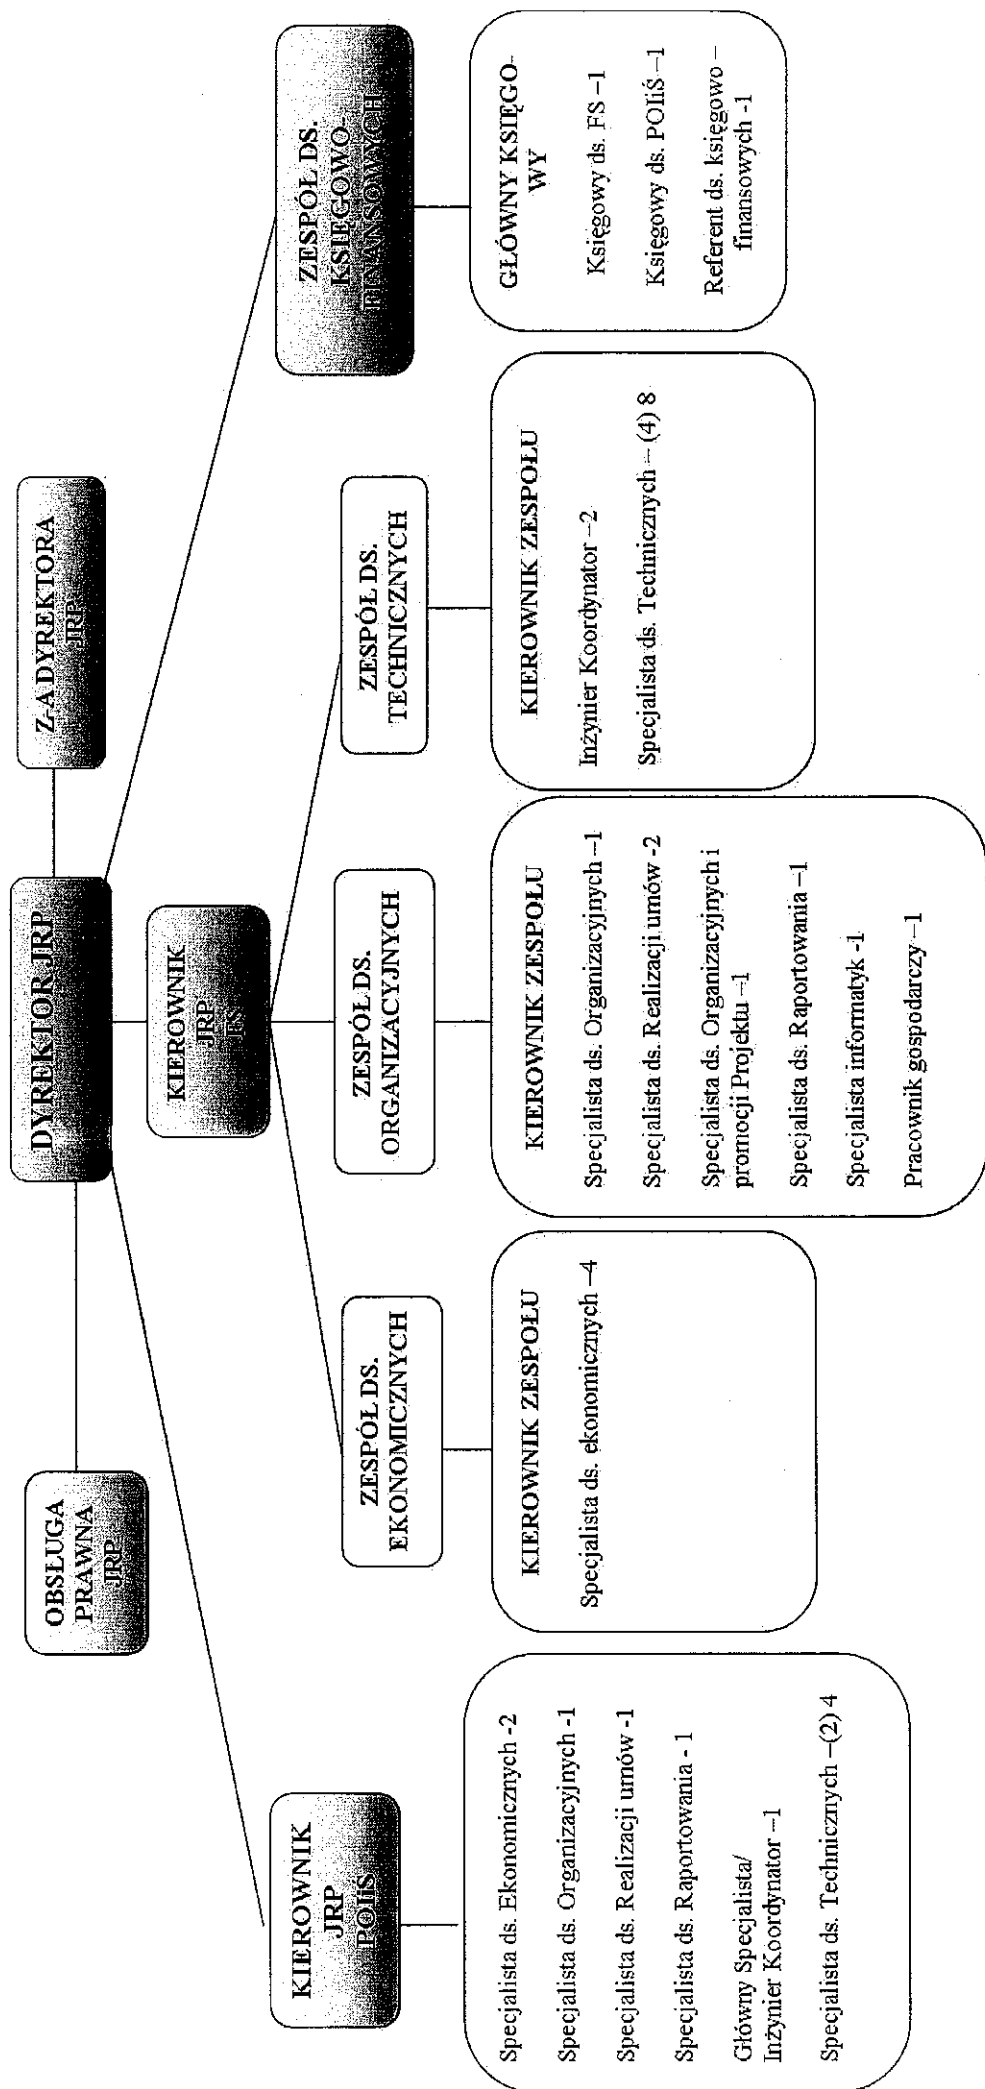 DYREKTOR JRP
OBSŁUGA
PRAWNA
JRP
Z-A DYREKTORA
JRP
KIEROWNIK
JRP
FS
KIEROWNIK
JRP
POIiŚ
ZESPÓŁ DS.
KSIĘGOWO-
FINANSOWYCH
ZESPÓŁ DS.
EKONOMICZNYCH
ZESPÓŁ DS.
ORGANIZACYJNYCH
ZESPÓŁ DS.
TECHNICZNYCH
Specjalista ds. Ekonomicznych -2
Specjalista ds. Organizacyjnych -1
Specjalista ds. Realizacji umów -1
Specjalista ds. Raportowania - 1
Główny Specjalista/
Inżynier Koordynator –1
Specjalista ds. Technicznych –(2) 4
KIEROWNIK ZESPOŁU
Specjalista ds. ekonomicznych –4
KIEROWNIK ZESPOŁU
Specjalista ds. Organizacyjnych –1
Specjalista ds. Realizacji umów -2
Specjalista ds. Organizacyjnych i
promocji Projektu –1
Specjalista ds. Raportowania –1
Specjalista informatyk -1
Pracownik gospodarczy –1
KIEROWNIK ZESPOŁU
Inżynier Koordynator –2
Specjalista ds. Technicznych – (4) 8
GŁÓWNY KSIĘGO-
WY
Księgowy ds. FS –1
Księgowy ds. POIiŚ –1
Referent ds. księgowo –
finansowych -1